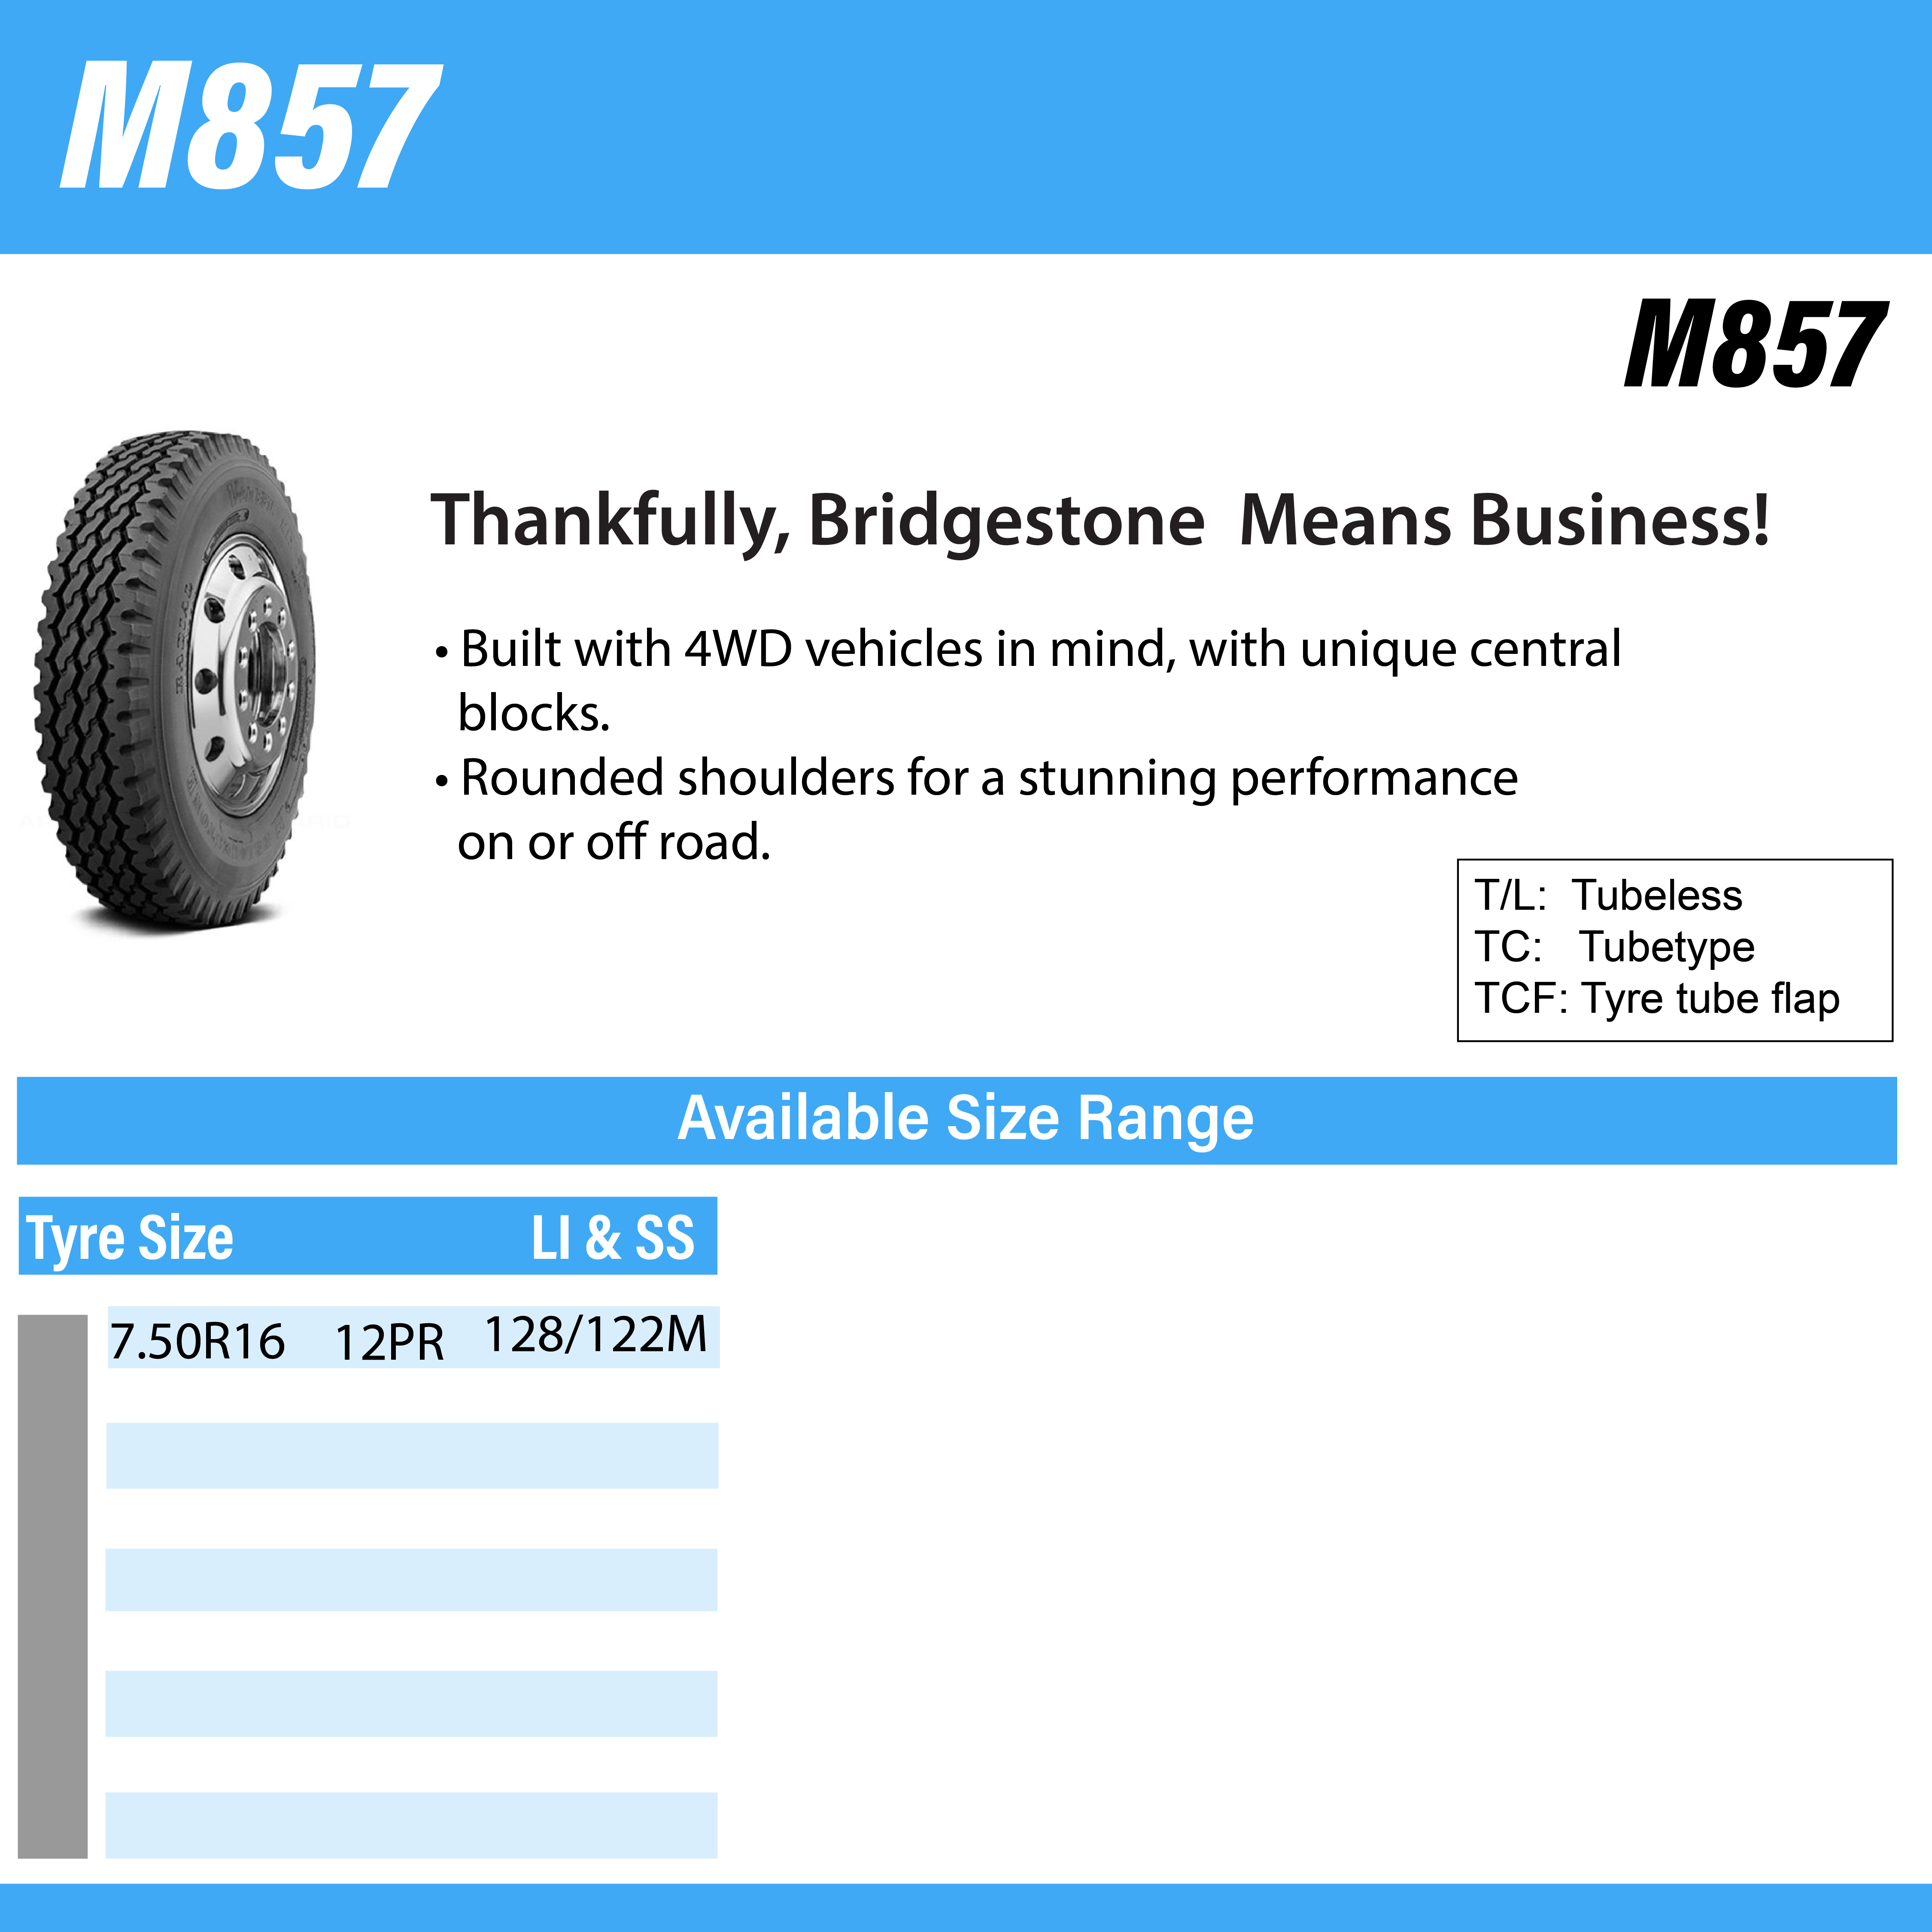 M857
M857
Thankfully, Bridgestone  Means Business!
• Built with 4WD vehicles in mind, with unique central
blocks.
• Rounded shoulders for a stunning performance
on or off road.
T/L: Tubeless
TC: Tubetype
TCF: Tyre tube flap
Available Size Range
Tyre Size LI & SS
7.50R16 12PR 128/122M
RADIAL